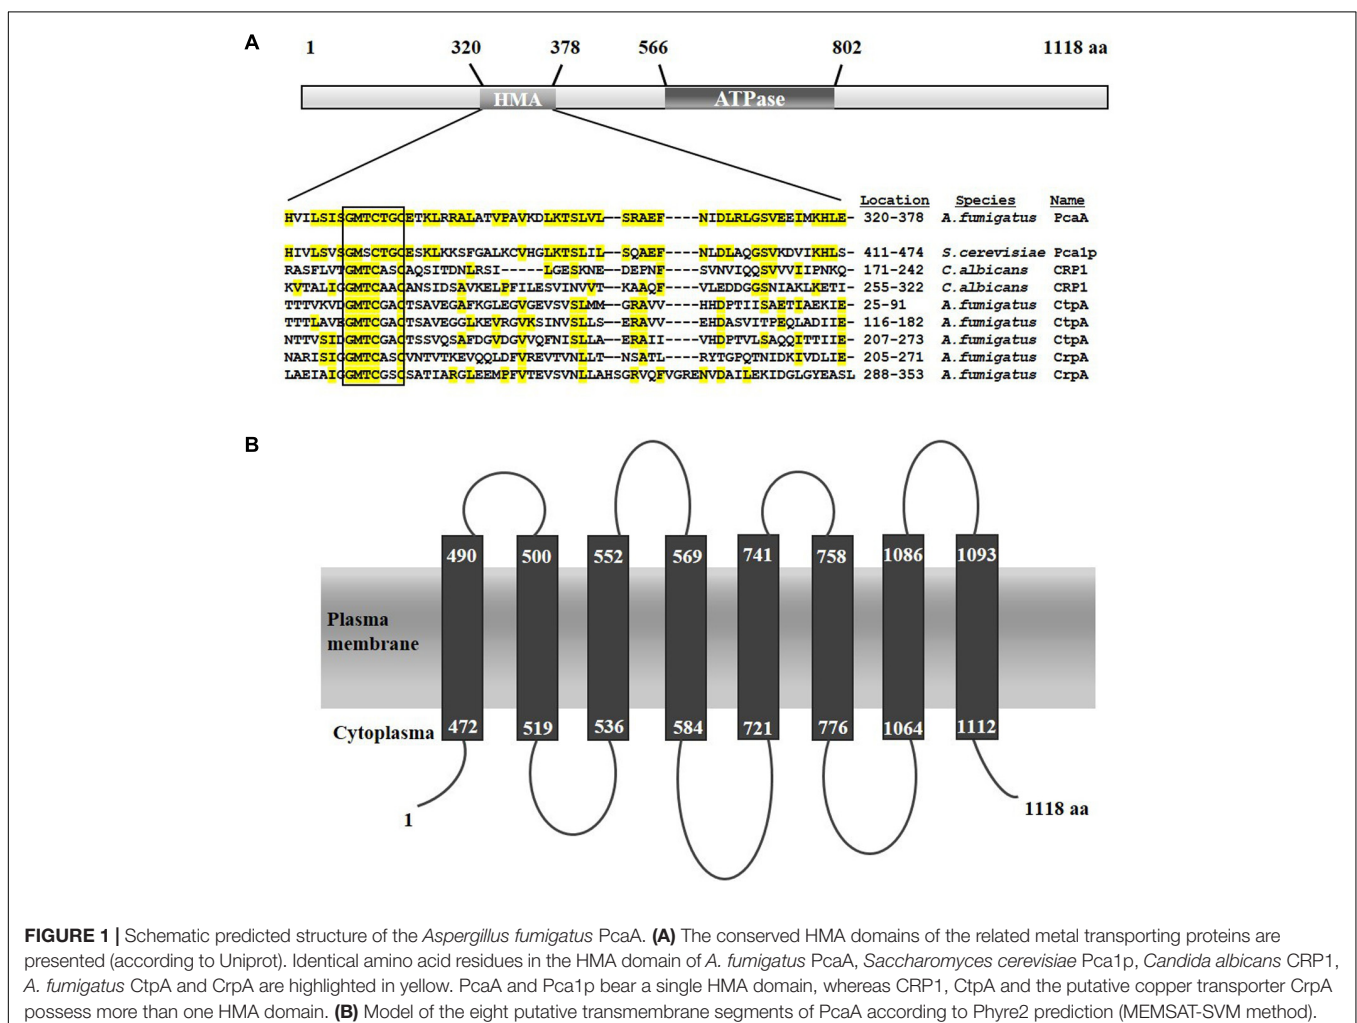 A
1 320 378 566 802 1118 aa
HMA ATPase
Location Species Name
HVILSISGMTCTGCETKLRRALATVPAVKDLKTSLVL--SRAEF----NIDLRLGSVEEIMKHLE- 320-378 A.fumigatus PcaA
HIVLSVSGMSCTGCESKLKKSFGALKCVHGLKTSLIL--SQAEF----NLDLAQGSVKDVIKHLS- 411-474 S.cerevisiae Pca1p
RASFLVTGMTCASCAQSITDNLRSI-----LGESKNE--DEPNF----SVNVIQQSVVVIIPNKQ- 171-242 C.albicans CRP1
KVTALIGGMTCAACANSIDSAVKELPFILESVINVVT--KAAQF----VLEDDGGSNIAKLKETI- 255-322 C.albicans CRP1
TTTVKVDGMTCGACTSAVEGAFKGLEGVGEVSVSLMM--GRAVV----HHDPTIISAETIAEKIE- 25-91 A.fumigatus CtpA
TTTLAVEGMTCGACTSAVEGGLKEVRGVKSINVSLLS--ERAVV----EHDASVITPEQLADIIE- 116-182 A.fumigatus CtpA
NTTVSIDGMTCGACTSSVQSAFDGVDGVVQFNISLLA--ERAII----VHDPTVLSAQQITTIIE- 207-273 A.fumigatus CtpA
NARISIGGMTCASCVNTVTKEVQQLDFVREVTVNLLT--NSATL----RYTGPQTNIDKIVDLIE- 205-271 A.fumigatus CrpA
LAEIAIGGMTCGSCSATIARGLEEMPFVTEVSVNLLAHSGRVQFVGRENVDAILEKIDGLGYEASL 288-353 A.fumigatus CrpA
B
490 500 552 569 741 758 1086 1093
Plasma
membrane
472 519 536 584 721 776 1064 1112
Cytoplasma
1 1118 aa
FIGURE 1 | Schematic predicted structure of the Aspergillus fumigatus PcaA. (A) The conserved HMA domains of the related metal transporting proteins are
presented (according to Uniprot). Identical amino acid residues in the HMA domain of A. fumigatus PcaA, Saccharomyces cerevisiae Pca1p, Candida albicans CRP1,
A. fumigatus CtpA and CrpA are highlighted in yellow. PcaA and Pca1p bear a single HMA domain, whereas CRP1, CtpA and the putative copper transporter CrpA
possess more than one HMA domain. (B) Model of the eight putative transmembrane segments of PcaA according to Phyre2 prediction (MEMSAT-SVM method).